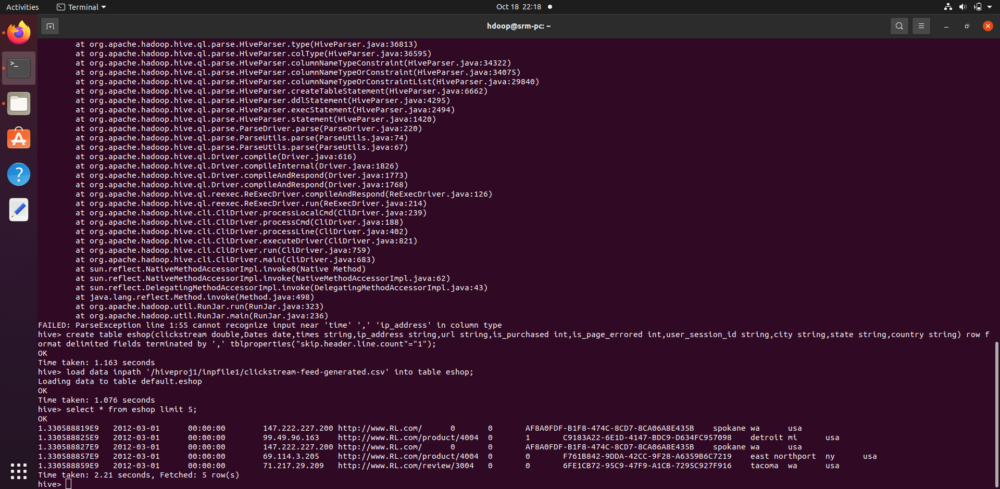 Activities
Terminal
Oct 18 22:18
hdoop@srm-pc: ~
at org.apache.hadoop.hive.ql.parse.HiveParser.type(HiveParser.java:36813)
at org.apache.hadoop.hive.ql.parse.HiveParser.colType(HiveParser.java:36595)
at org.apache.hadoop.hive.ql.parse.HiveParser.columnNameTypeConstraint(HiveParser.java:34322)
at org.apache.hadoop.hive.ql.parse.HiveParser.columnNameTypeOrConstraint(HiveParser.java:34075)
at org.apache.hadoop.hive.ql.parse.HiveParser.columnNameTypeOrConstraintList(HiveParser.java:29840)
at org.apache.hadoop.hive.ql.parse.HiveParser.createTableStatement(HiveParser.java:6662)
at org.apache.hadoop.hive.ql.parse.HiveParser.ddlStatement(HiveParser.java:4295)
at org.apache.hadoop.hive.ql.parse.HiveParser.execStatement(HiveParser.java:2494)
at org.apache.hadoop.hive.ql.parse.HiveParser.statement(HiveParser.java:1420)
at org.apache.hadoop.hive.ql.parse.ParseDriver.parse(ParseDriver.java:220)
at org.apache.hadoop.hive.ql.parse.ParseUtils.parse(ParseUtils.java:74)
at org.apache.hadoop.hive.ql.parse.ParseUtils.parse(ParseUtils.java:67)
at org.apache.hadoop.hive.ql.Driver.compile(Driver.java:616)
at org.apache.hadoop.hive.ql.Driver.compileInternal(Driver.java:1826)
at org.apache.hadoop.hive.ql.Driver.compileAndRespond(Driver.java:1773)
at org.apache.hadoop.hive.ql.Driver.compileAndRespond(Driver.java:1768)
at org.apache.hadoop.hive.ql.reexec.ReExecDriver.compileAndRespond(ReExecDriver.java:126)
at org.apache.hadoop.hive.ql.reexec.ReExecDriver.run(ReExecDriver.java:214)
at org.apache.hadoop.hive.cli.CliDriver.processLocalCmd(CliDriver.java:239)
at org.apache.hadoop.hive.cli.CliDriver.processCmd(CliDriver.java:188)
at org.apache.hadoop.hive.cli.CliDriver.processLine(CliDriver.java:402)
at org.apache.hadoop.hive.cli.CliDriver.executeDriver(CliDriver.java:821)
at org.apache.hadoop.hive.cli.CliDriver.run(CliDriver.java:759)
at org.apache.hadoop.hive.cli.CliDriver.main(CliDriver.java:683)
at sun.reflect.NativeMethodAccessorImpl.invoke0(Native Method)
at sun.reflect.NativeMethodAccessorImpl.invoke(NativeMethodAccessorImpl.java:62)
at sun.reflect.DelegatingMethodAccessorImpl.invoke(DelegatingMethodAccessorImpl.java:43)
at java.lang.reflect.Method.invoke(Method.java:498)
at org.apache.hadoop.util.RunJar.run(RunJar.java:323)
at org.apache.hadoop.util.RunJar.main(RunJar.java:236)
FAILED: ParseException line 1:55 cannot recognize input near 'time' ',' 'ip_address' in column type
hive> create table eshop(clickstream double,Dates date,times string,ip_address string,url string,is_purchased int,is_page_errored int,user_session_id string,city string,state string,country string) row f
ormat delimited fields terminated by ',' tblproperties("skip.header.line.count"="1");
OK
Time taken: 1.163 seconds
hive> load data inpath '/hiveproj1/inpfile1/clickstream-feed-generated.csv' into table eshop;
Loading data to table default.eshop
OK
Time taken: 1.076 seconds
hive> select * from eshop limit 5;
OK
1.330588819E9 2012-03-01 00:00:00 147.222.227.200 http://www.RL.com/ 0 0 AF8A0FDF-B1F8-474C-8CD7-8CA06A8E435B spokane wa usa
1.330588825E9 2012-03-01 00:00:00 99.49.96.163 http://www.RL.com/product/4004 0 1 C9183A22-6E1D-4147-BDC9-D634FC957098 detroit mi usa
1.330588827E9 2012-03-01 00:00:00 147.222.227.200 http://www.RL.com/ 0 0 AF8A0FDF-B1F8-474C-8CD7-8CA06A8E435B spokane wa usa
1.330588857E9 2012-03-01 00:00:00 69.114.3.205 http://www.RL.com/product/4004 0 0 F761B842-9DDA-42CC-9F28-A6359B6C7219 east northport ny usa
1.330588859E9 2012-03-01 00:00:00 71.217.29.209 http://www.RL.com/review/3004 0 0 6FE1CB72-95C9-47F9-A1CB-7295C927F916 tacoma wa usa
Time taken: 2.21 seconds, Fetched: 5 row(s)
hive>